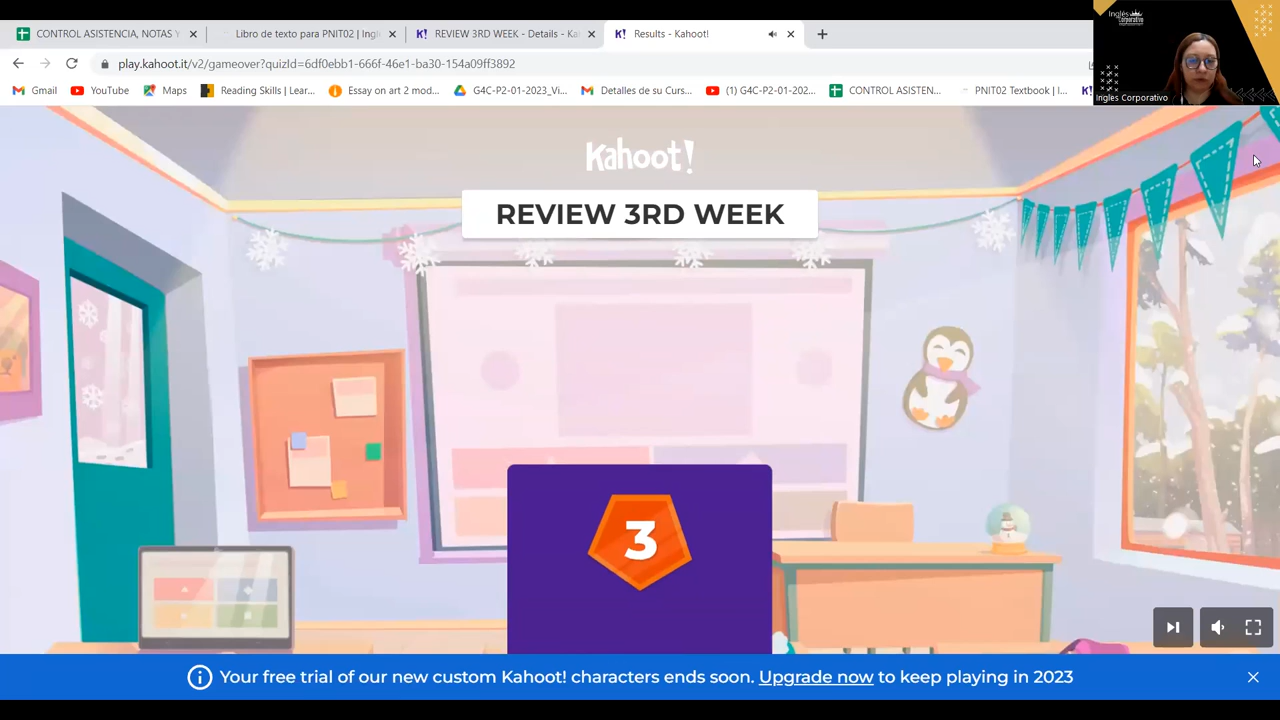 CONTROL ASISTENCIA, NOTAS Y
Libro de texto para PNIT02 | Ingl
REVIEW 3RD WEEK - Details - Ka
Results - Kahoot!
play.kahoot.it/v2/gameover?quizId=6df0ebb1-666f-46e1-ba30-154a09ff3892
Gmail
YouTube
Maps
Reading Skills | Lear...
Essay on art 2 mod...
G4C-P2-01-2023_Vi...
Detalles de su Curs...
(1) G4C-P2-01-202...
CONTROL ASISTEN...
PNIT02 Textbook | I...
Inglés
Corporativo
Ingles Corporativo
Kahoot!
REVIEW 3RD WEEK
3
Your free trial of our new custom Kahoot! characters ends soon. Upgrade now to keep playing in 2023